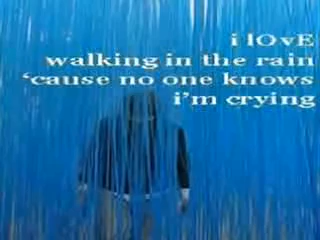 i lOvE
walking in the rain
‘cause no one knows
i’m crying